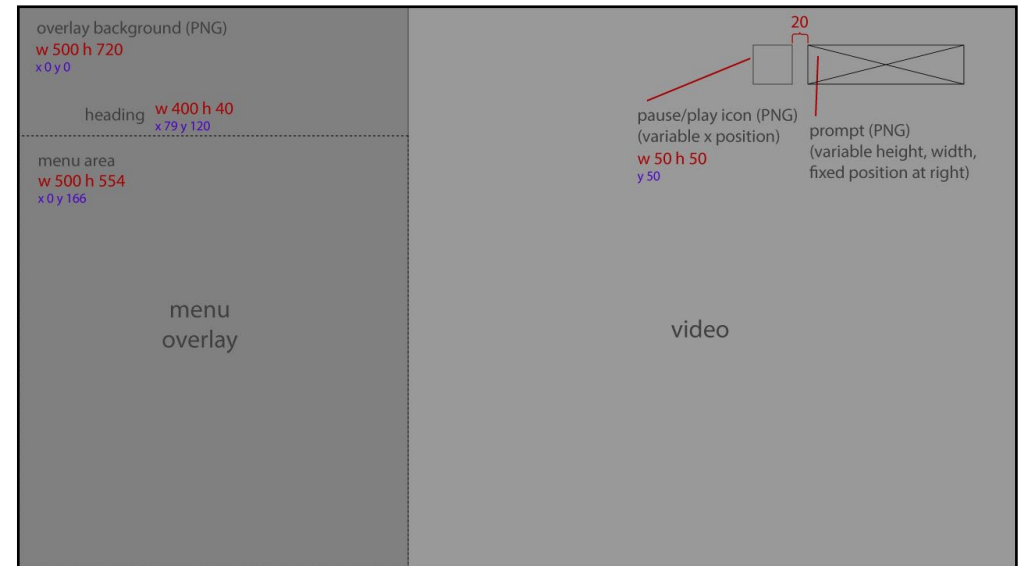 overlay background (PNG)
w 500 h 720
x 0 y 0
heading w 400 h 40
x 79 y 120
menu area
w 500 h 554
x 0 y 166
menu
overlay
20
pause/play icon (PNG)
(variable x position)
w 50 h 50
y 50
prompt (PNG)
(variable height, width,
fixed position at right)
video